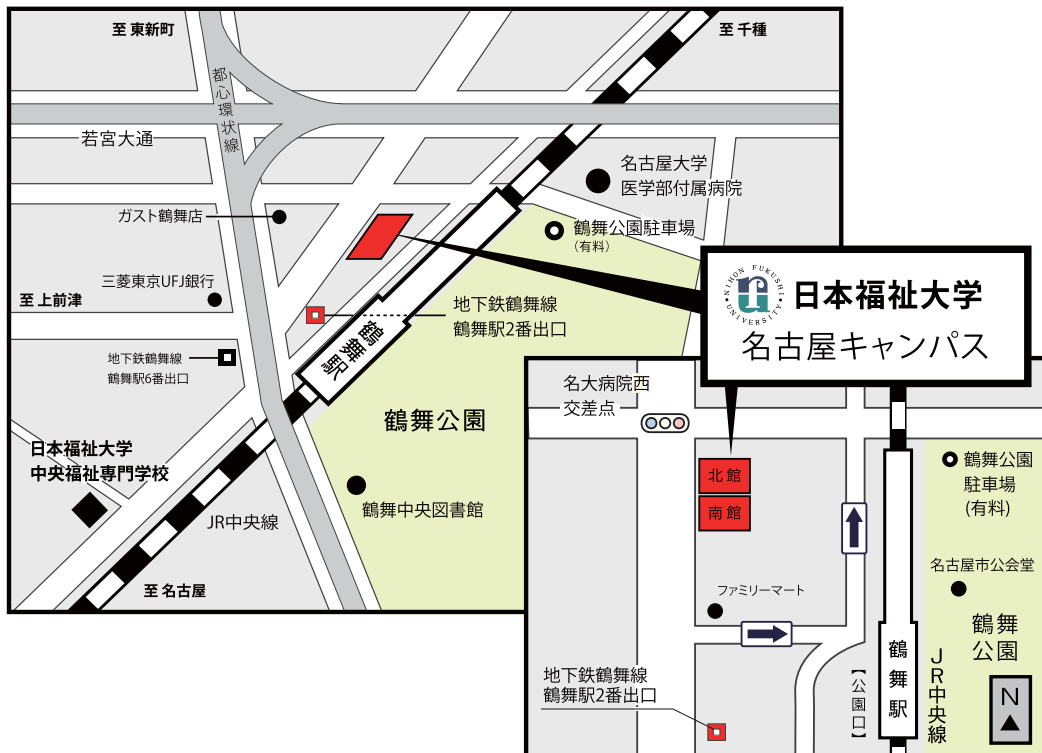 至 東新町
至 千種
都心環状線
若宮大通
名古屋大学
医学部付属病院
ガスト鶴舞店
鶴舞公園駐車場
(有料)
三菱東京UFJ銀行
至 上前津
地下鉄鶴舞線
鶴舞駅2番出口
鶴舞駅
地下鉄鶴舞線
鶴舞駅6番出口
鶴舞公園
日本福祉大学
中央福祉専門学校
鶴舞中央図書館
JR中央線
至 名古屋
NIHON FUKUSHI UNIVERSITY
日本福祉大学
名古屋キャンパス
名大病院西
交差点
北館
南館
鶴舞公園
駐車場
(有料)
名古屋市公会堂
ファミリーマート
鶴舞
公園
地下鉄鶴舞線
鶴舞駅2番出口
【公園口】
鶴舞駅
JR中央線
N